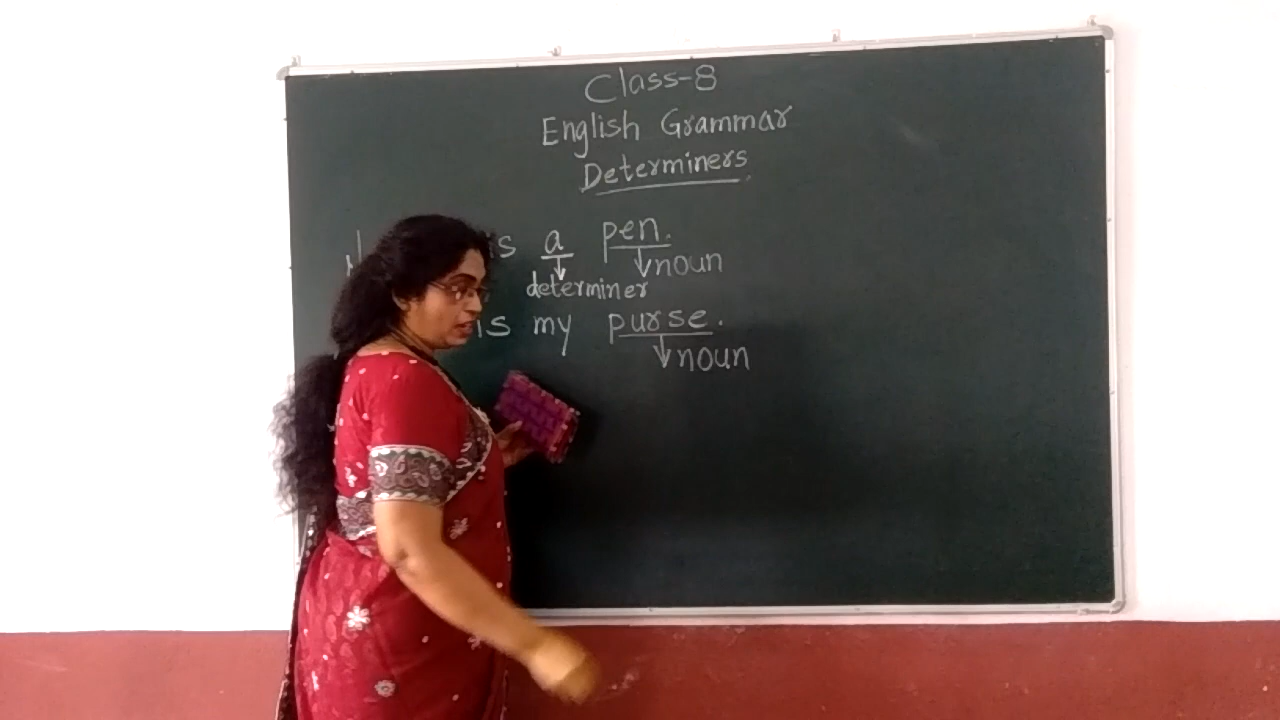 Class-8
English Grammar
Determiners
is a pen.
noun
determiner
is my purse.
noun